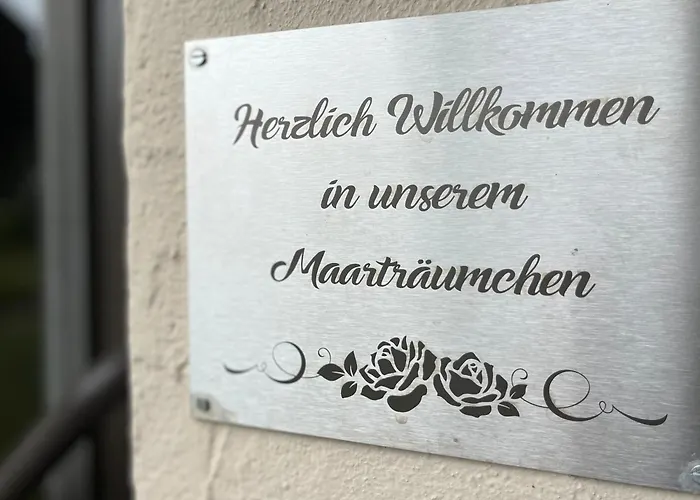 Herzlich Willkommen
in unserem
Maarträumchen